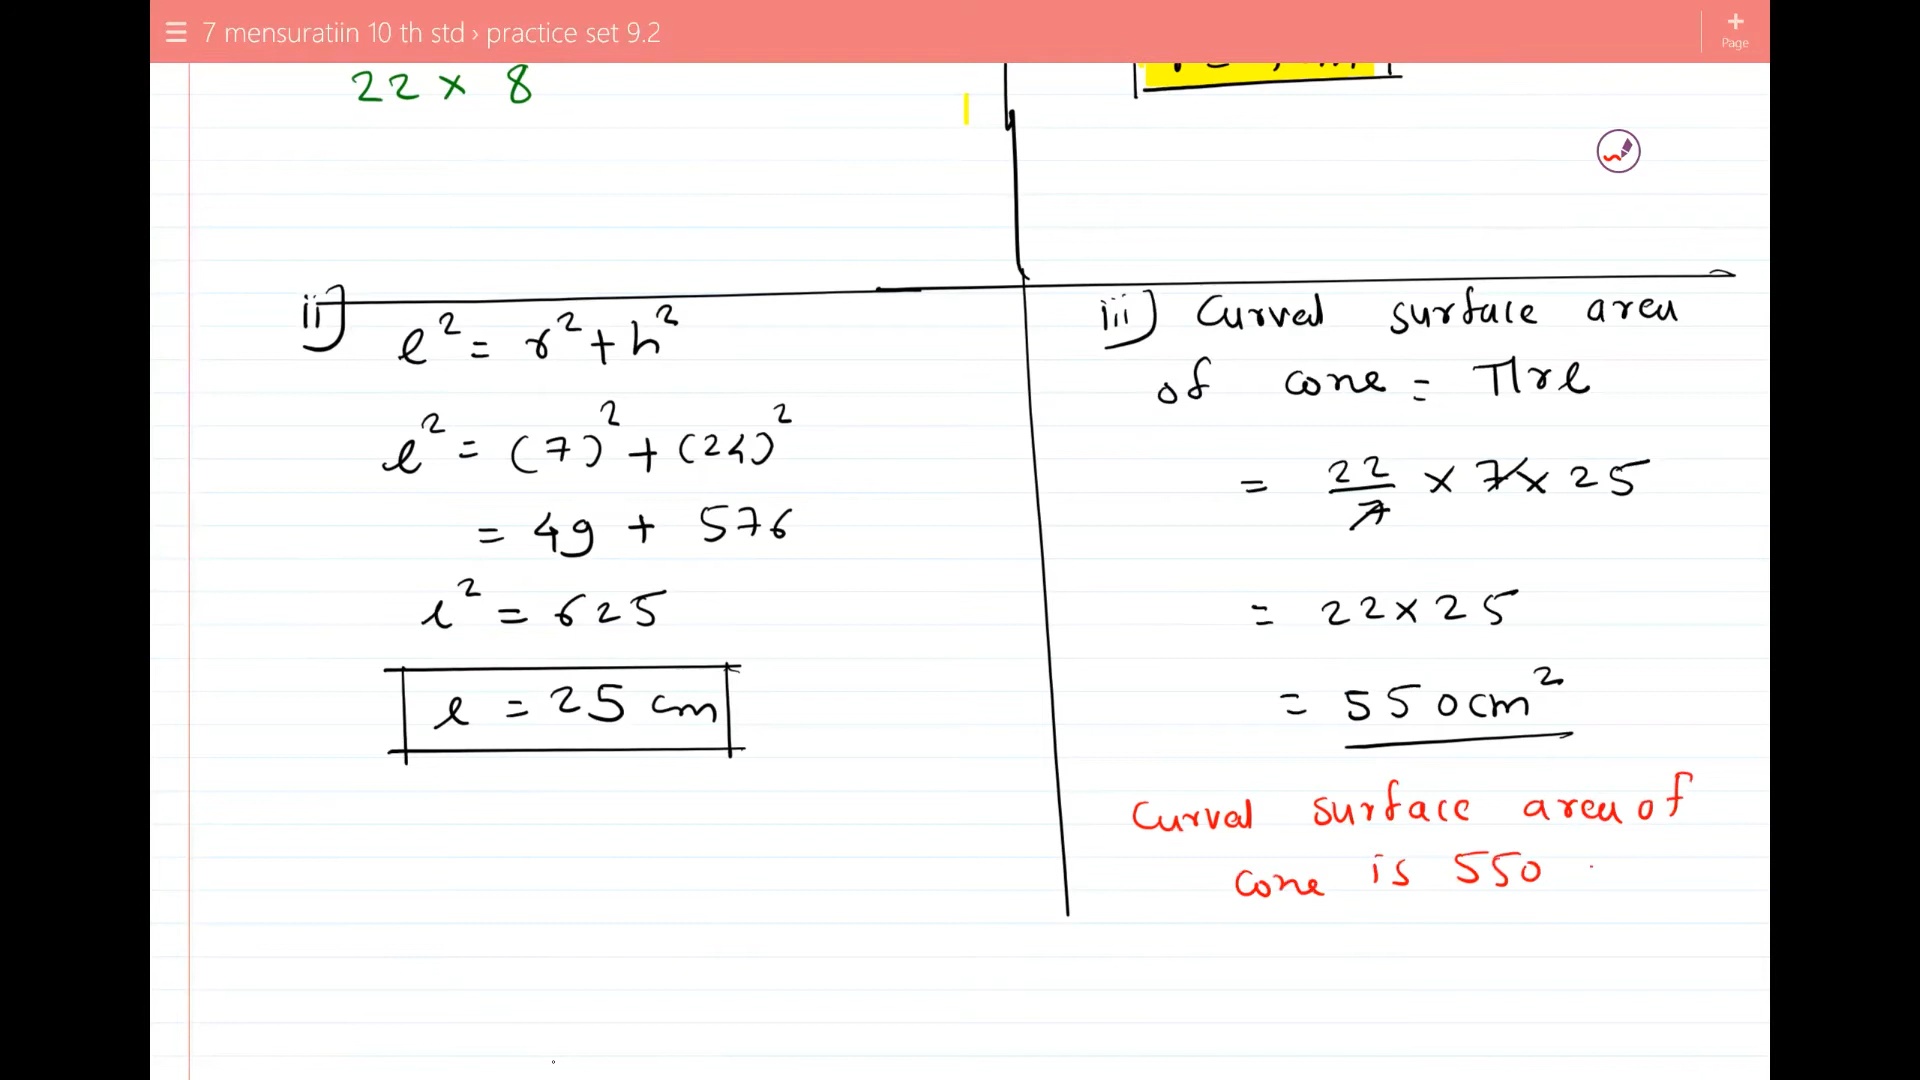 7 mensuratiin 10 th std › practice set 9.2
+
Page
22 × 8
ii) l² = r² + h²
l² = (7)² + (24)²
= 49 + 576
l² = 625
l = 25 cm
iii) Curved surface area
of cone = πrl
= 22/7 × 7 × 25
= 22 × 25
= 550 cm²
Curved surface area of
cone is 550